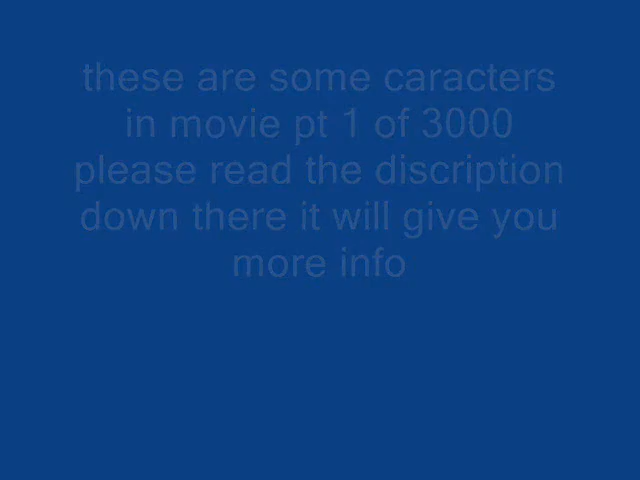 these are some caracters
in movie pt 1 of 3000
please read the discription
down there it will give you
more info